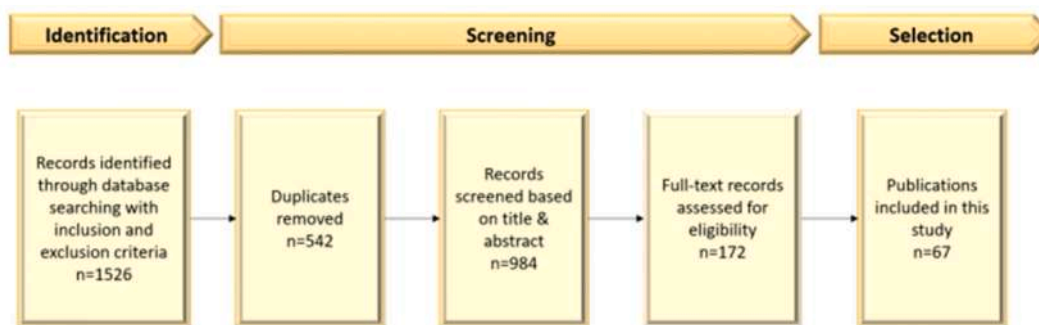 Identification
Screening
Selection
Records identified
through database
searching with
inclusion and
exclusion criteria
n=1526
Duplicates
removed
n=542
Records
screened based
on title &
abstract
n=984
Full-text records
assessed for
eligibility
n=172
Publications
included in this
study
n=67